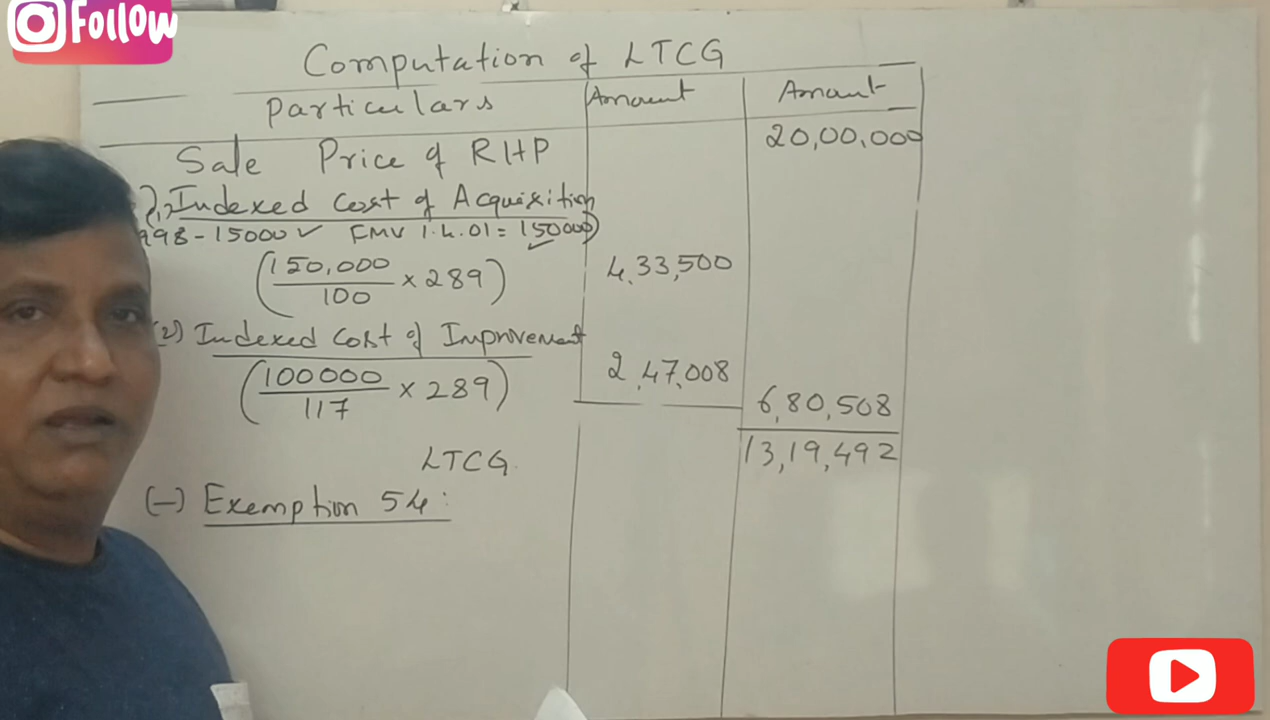 Follow
Computation of LTCG
Particulars Amount Amount
Sale Price of RHP 20,00,000
Indexed Cost of Acquisition
998-15000 ✓ FMV 1.4.01 = 150000)
(150,000/100 × 289) 4,33,500
(2) Indexed Cost of Improvement
(100000/117 × 289) 2,47,008
6,80,508
LTCG 13,19,492
(-) Exemption 54: